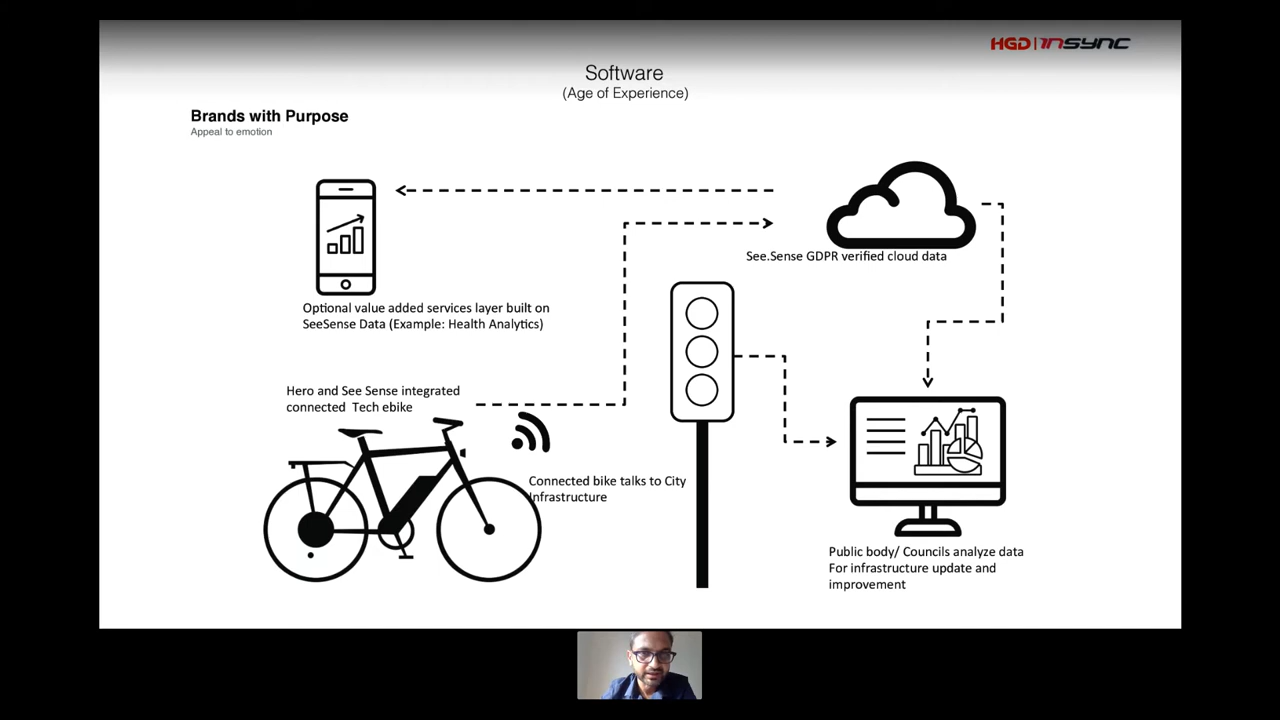 HGD | INSYNC
Software
(Age of Experience)
Brands with Purpose
Appeal to emotion
See.Sense GDPR verified cloud data
Optional value added services layer built on
SeeSense Data (Example: Health Analytics)
Hero and See Sense integrated
connected Tech ebike
Connected bike talks to City
Infrastructure
Public body/ Councils analyze data
For infrastructure update and
improvement